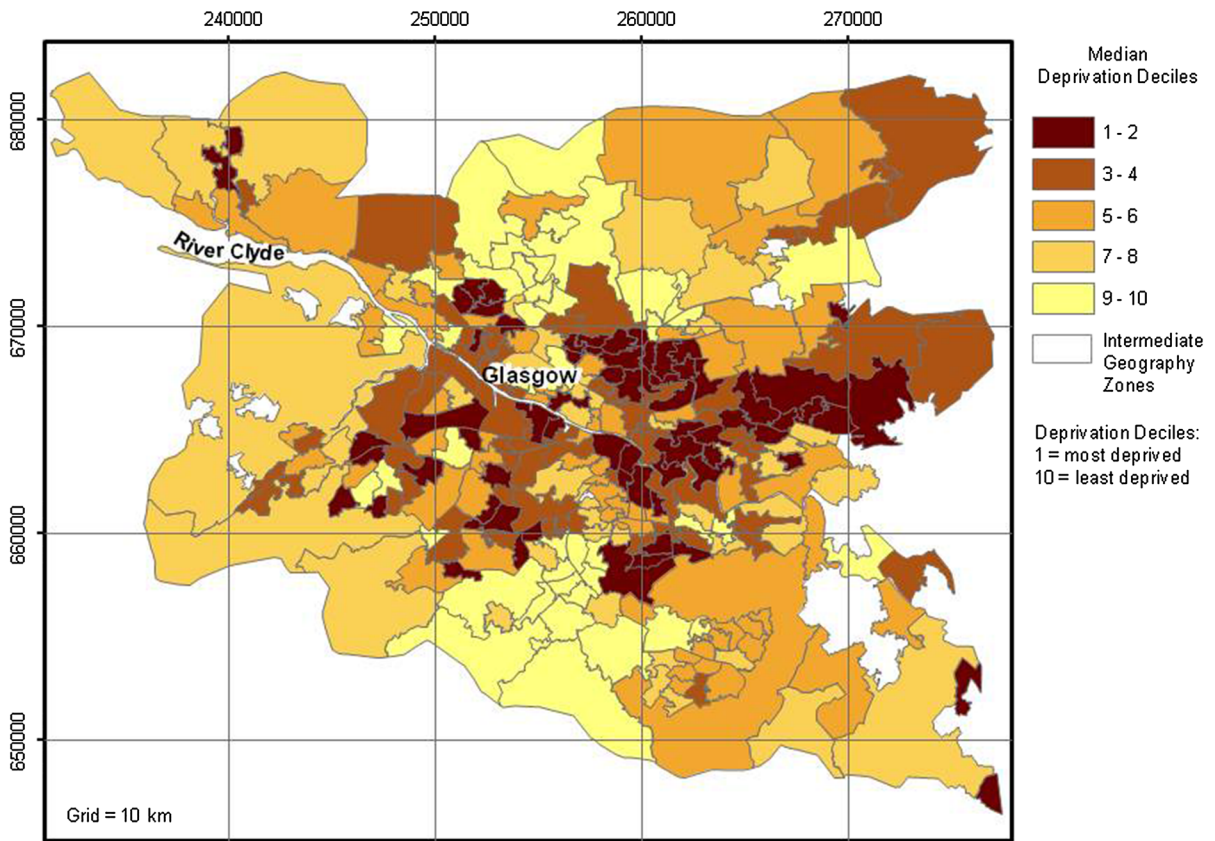 240000
250000
260000
270000
680000
670000
660000
650000
River Clyde
Glasgow
Grid = 10 km
Median
Deprivation Deciles
1 - 2
3 - 4
5 - 6
7 - 8
9 - 10
Intermediate
Geography
Zones
Deprivation Deciles:
1 = most deprived
10 = least deprived